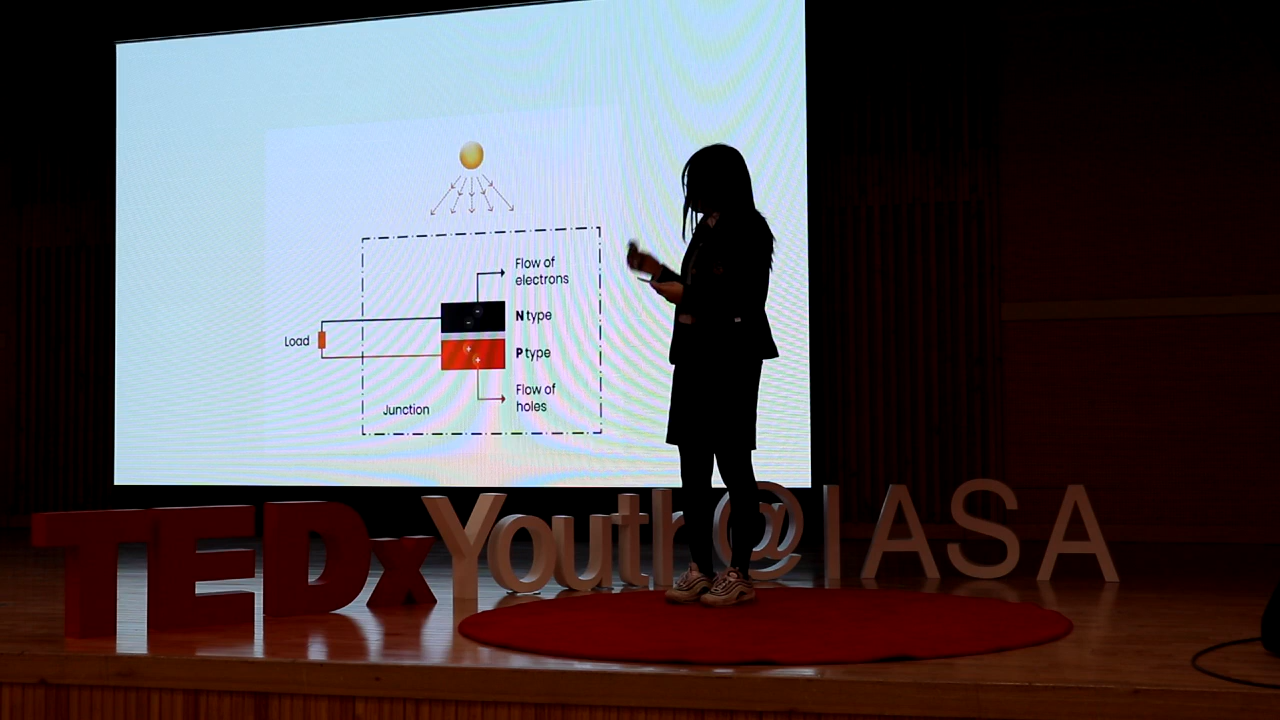 Flow of
electrons
N type
Load
P type
Flow of
holes
Junction
TEDxYouth@IASA